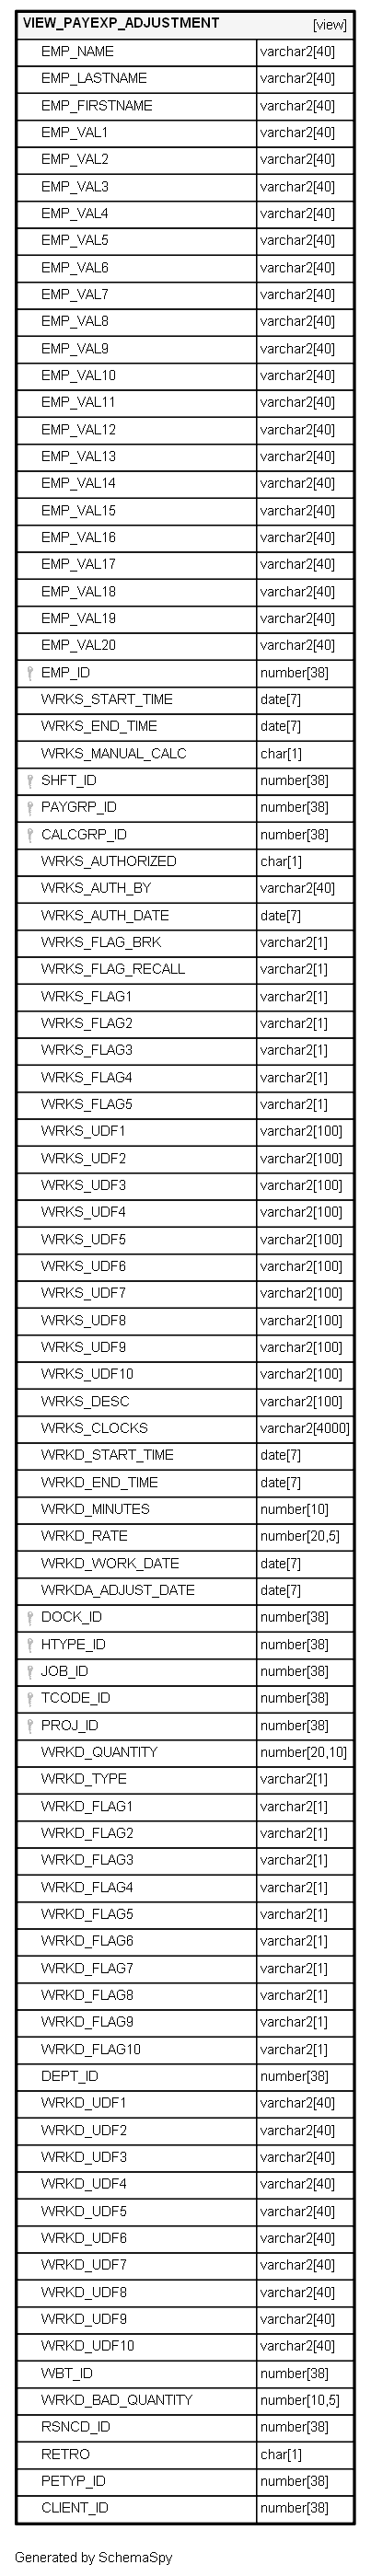 VIEW_PAYEXP_ADJUSTMENT [view]
EMP_NAME varchar2[40]
EMP_LASTNAME varchar2[40]
EMP_FIRSTNAME varchar2[40]
EMP_VAL1 varchar2[40]
EMP_VAL2 varchar2[40]
EMP_VAL3 varchar2[40]
EMP_VAL4 varchar2[40]
EMP_VAL5 varchar2[40]
EMP_VAL6 varchar2[40]
EMP_VAL7 varchar2[40]
EMP_VAL8 varchar2[40]
EMP_VAL9 varchar2[40]
EMP_VAL10 varchar2[40]
EMP_VAL11 varchar2[40]
EMP_VAL12 varchar2[40]
EMP_VAL13 varchar2[40]
EMP_VAL14 varchar2[40]
EMP_VAL15 varchar2[40]
EMP_VAL16 varchar2[40]
EMP_VAL17 varchar2[40]
EMP_VAL18 varchar2[40]
EMP_VAL19 varchar2[40]
EMP_VAL20 varchar2[40]
EMP_ID number[38]
WRKS_START_TIME date[7]
WRKS_END_TIME date[7]
WRKS_MANUAL_CALC char[1]
SHFT_ID number[38]
PAYGRP_ID number[38]
CALCGRP_ID number[38]
WRKS_AUTHORIZED char[1]
WRKS_AUTH_BY varchar2[40]
WRKS_AUTH_DATE date[7]
WRKS_FLAG_BRK varchar2[1]
WRKS_FLAG_RECALL varchar2[1]
WRKS_FLAG1 varchar2[1]
WRKS_FLAG2 varchar2[1]
WRKS_FLAG3 varchar2[1]
WRKS_FLAG4 varchar2[1]
WRKS_FLAG5 varchar2[1]
WRKS_UDF1 varchar2[100]
WRKS_UDF2 varchar2[100]
WRKS_UDF3 varchar2[100]
WRKS_UDF4 varchar2[100]
WRKS_UDF5 varchar2[100]
WRKS_UDF6 varchar2[100]
WRKS_UDF7 varchar2[100]
WRKS_UDF8 varchar2[100]
WRKS_UDF9 varchar2[100]
WRKS_UDF10 varchar2[100]
WRKS_DESC varchar2[100]
WRKS_CLOCKS varchar2[4000]
WRKD_START_TIME date[7]
WRKD_END_TIME date[7]
WRKD_MINUTES number[10]
WRKD_RATE number[20,5]
WRKD_WORK_DATE date[7]
WRKDA_ADJUST_DATE date[7]
DOCK_ID number[38]
HTYPE_ID number[38]
JOB_ID number[38]
TCODE_ID number[38]
PROJ_ID number[38]
WRKD_QUANTITY number[20,10]
WRKD_TYPE varchar2[1]
WRKD_FLAG1 varchar2[1]
WRKD_FLAG2 varchar2[1]
WRKD_FLAG3 varchar2[1]
WRKD_FLAG4 varchar2[1]
WRKD_FLAG5 varchar2[1]
WRKD_FLAG6 varchar2[1]
WRKD_FLAG7 varchar2[1]
WRKD_FLAG8 varchar2[1]
WRKD_FLAG9 varchar2[1]
WRKD_FLAG10 varchar2[1]
DEPT_ID number[38]
WRKD_UDF1 varchar2[40]
WRKD_UDF2 varchar2[40]
WRKD_UDF3 varchar2[40]
WRKD_UDF4 varchar2[40]
WRKD_UDF5 varchar2[40]
WRKD_UDF6 varchar2[40]
WRKD_UDF7 varchar2[40]
WRKD_UDF8 varchar2[40]
WRKD_UDF9 varchar2[40]
WRKD_UDF10 varchar2[40]
WBT_ID number[38]
WRKD_BAD_QUANTITY number[10,5]
RSNCD_ID number[38]
RETRO char[1]
PETYP_ID number[38]
CLIENT_ID number[38]
Generated by SchemaSpy